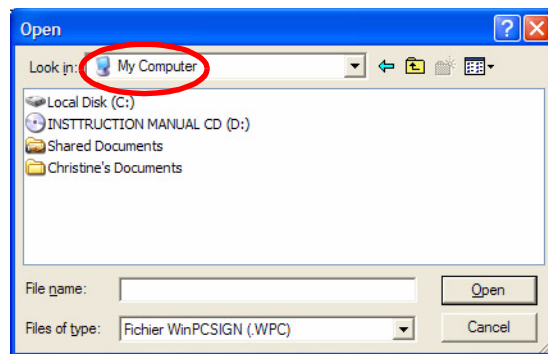 Open
Look in: My Computer
Local Disk (C:)
INSTTRUCTION MANUAL CD (D:)
Shared Documents
Christine's Documents
File name: Open
Files of type: Fichier WinPCSIGN (.WPC) Cancel